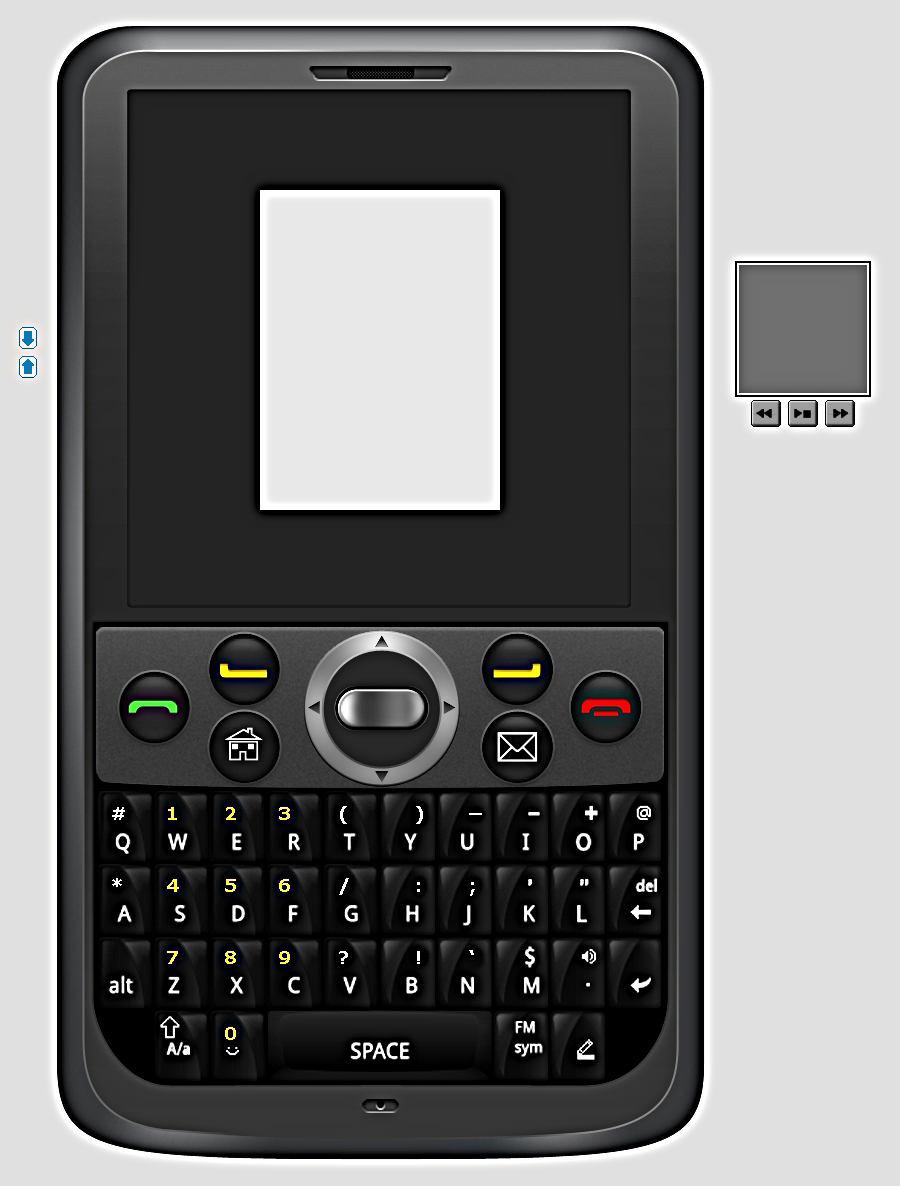 # 1 2 3 ( ) _ - + @
Q W E R T Y U I O P
* 4 5 6 / : ; ' " del
A S D F G H J K L
7 8 9 ? ! ` $
alt Z X C V B N M .
0 FM
A/a SPACE sym